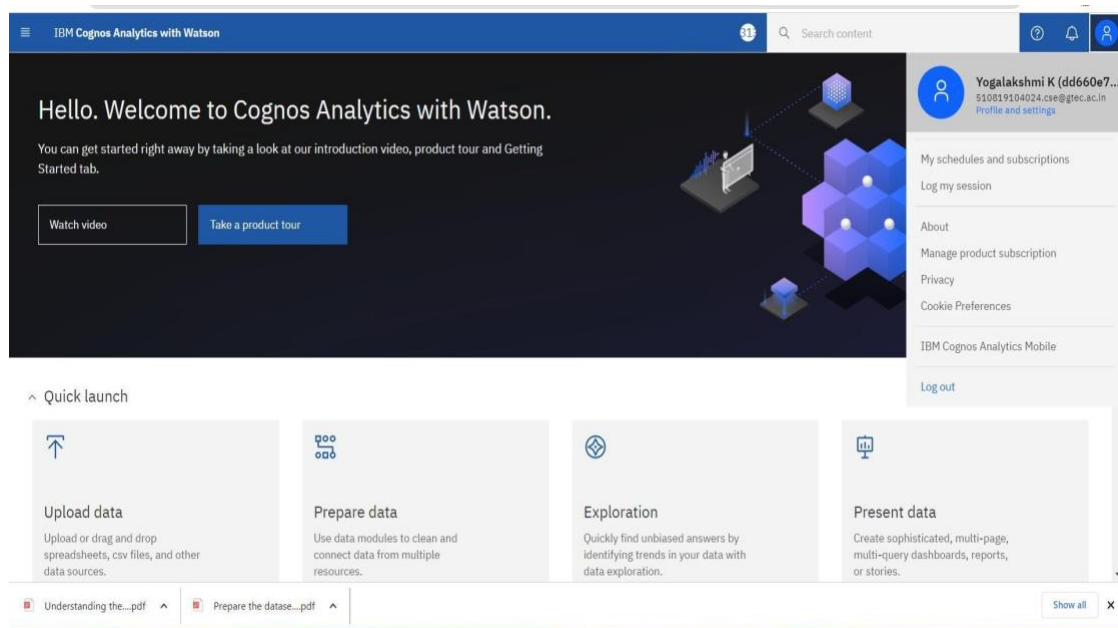 IBM Cognos Analytics with Watson
Search content
Hello. Welcome to Cognos Analytics with Watson.
You can get started right away by taking a look at our introduction video, product tour and Getting
Started tab.
Watch video
Take a product tour
Yogalakshmi K (dd660e7...
510819104024.cse@gtec.ac.in
Profile and settings
My schedules and subscriptions
Log my session
About
Manage product subscription
Privacy
Cookie Preferences
IBM Cognos Analytics Mobile
Log out
Quick launch
Upload data
Upload or drag and drop
spreadsheets, csv files, and other
data sources.
Prepare data
Use data modules to clean and
connect data from multiple
resources.
Exploration
Quickly find unbiased answers by
identifying trends in your data with
data exploration.
Present data
Create sophisticated, multi-page,
multi-query dashboards, reports,
or stories.
Understanding the....pdf
Prepare the datase....pdf
Show all
X